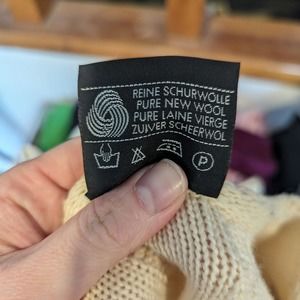 REINE SCHURWOLLE
PURE NEW WOOL
PURE LAINE VIERGE
ZUIVER SCHEERWOL
P